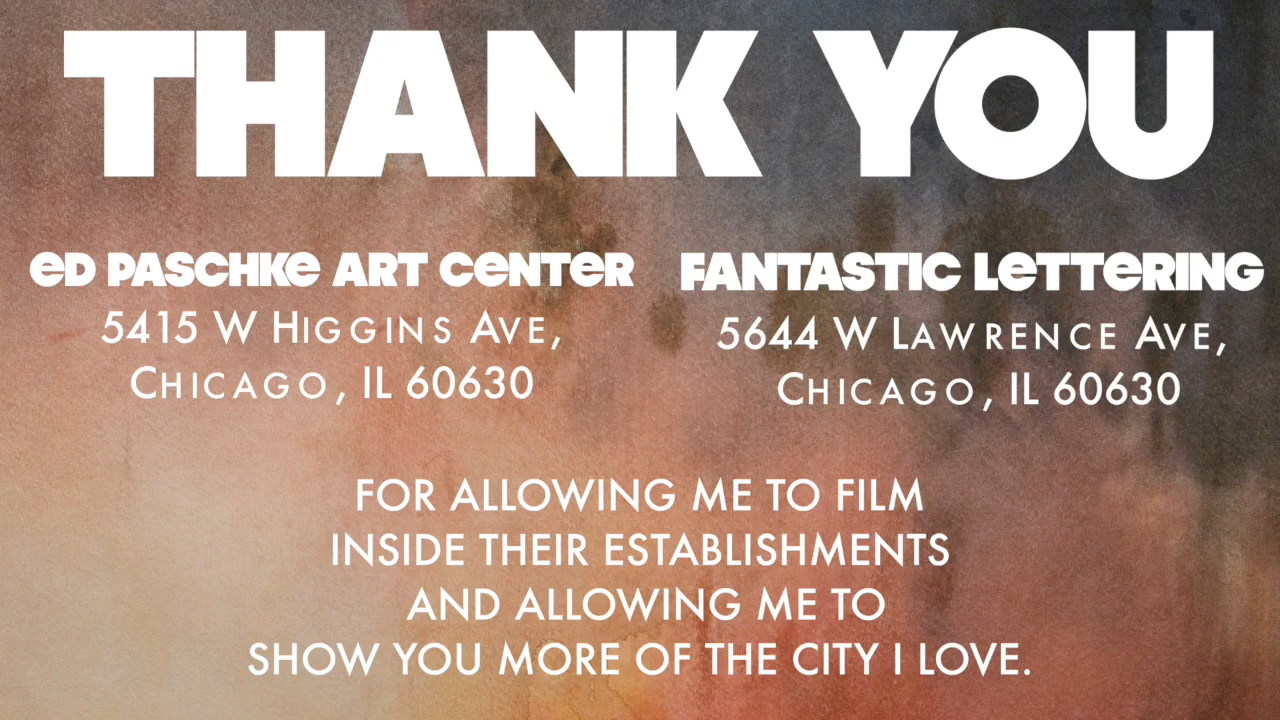 THANK YOU
eD PASCHKe ART CeNTeR
5415 W HIGGINS AVE,
CHICAGO, IL 60630
FANTASTIC LeTTeRING
5644 W LAWRENCE AVE,
CHICAGO, IL 60630
FOR ALLOWING ME TO FILM
INSIDE THEIR ESTABLISHMENTS
AND ALLOWING ME TO
SHOW YOU MORE OF THE CITY I LOVE.